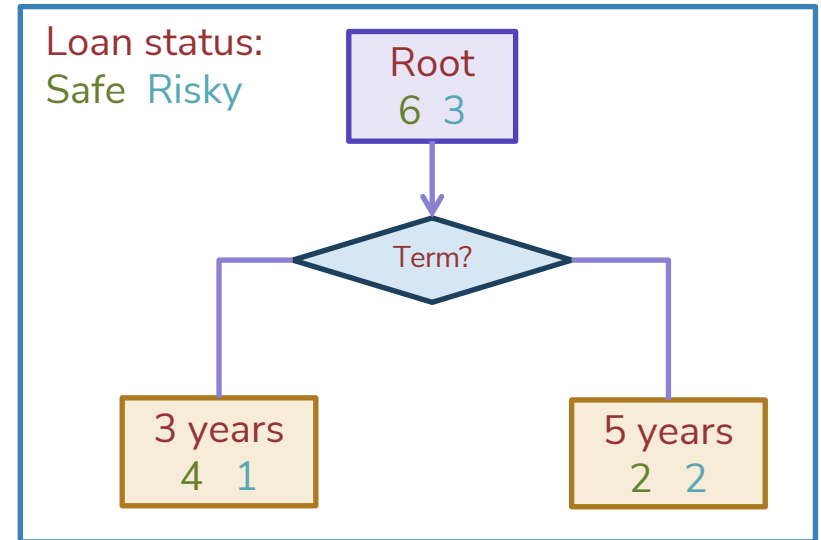 Loan status:
Safe Risky
Root
6 3
Term?
3 years
4 1
5 years
2 2